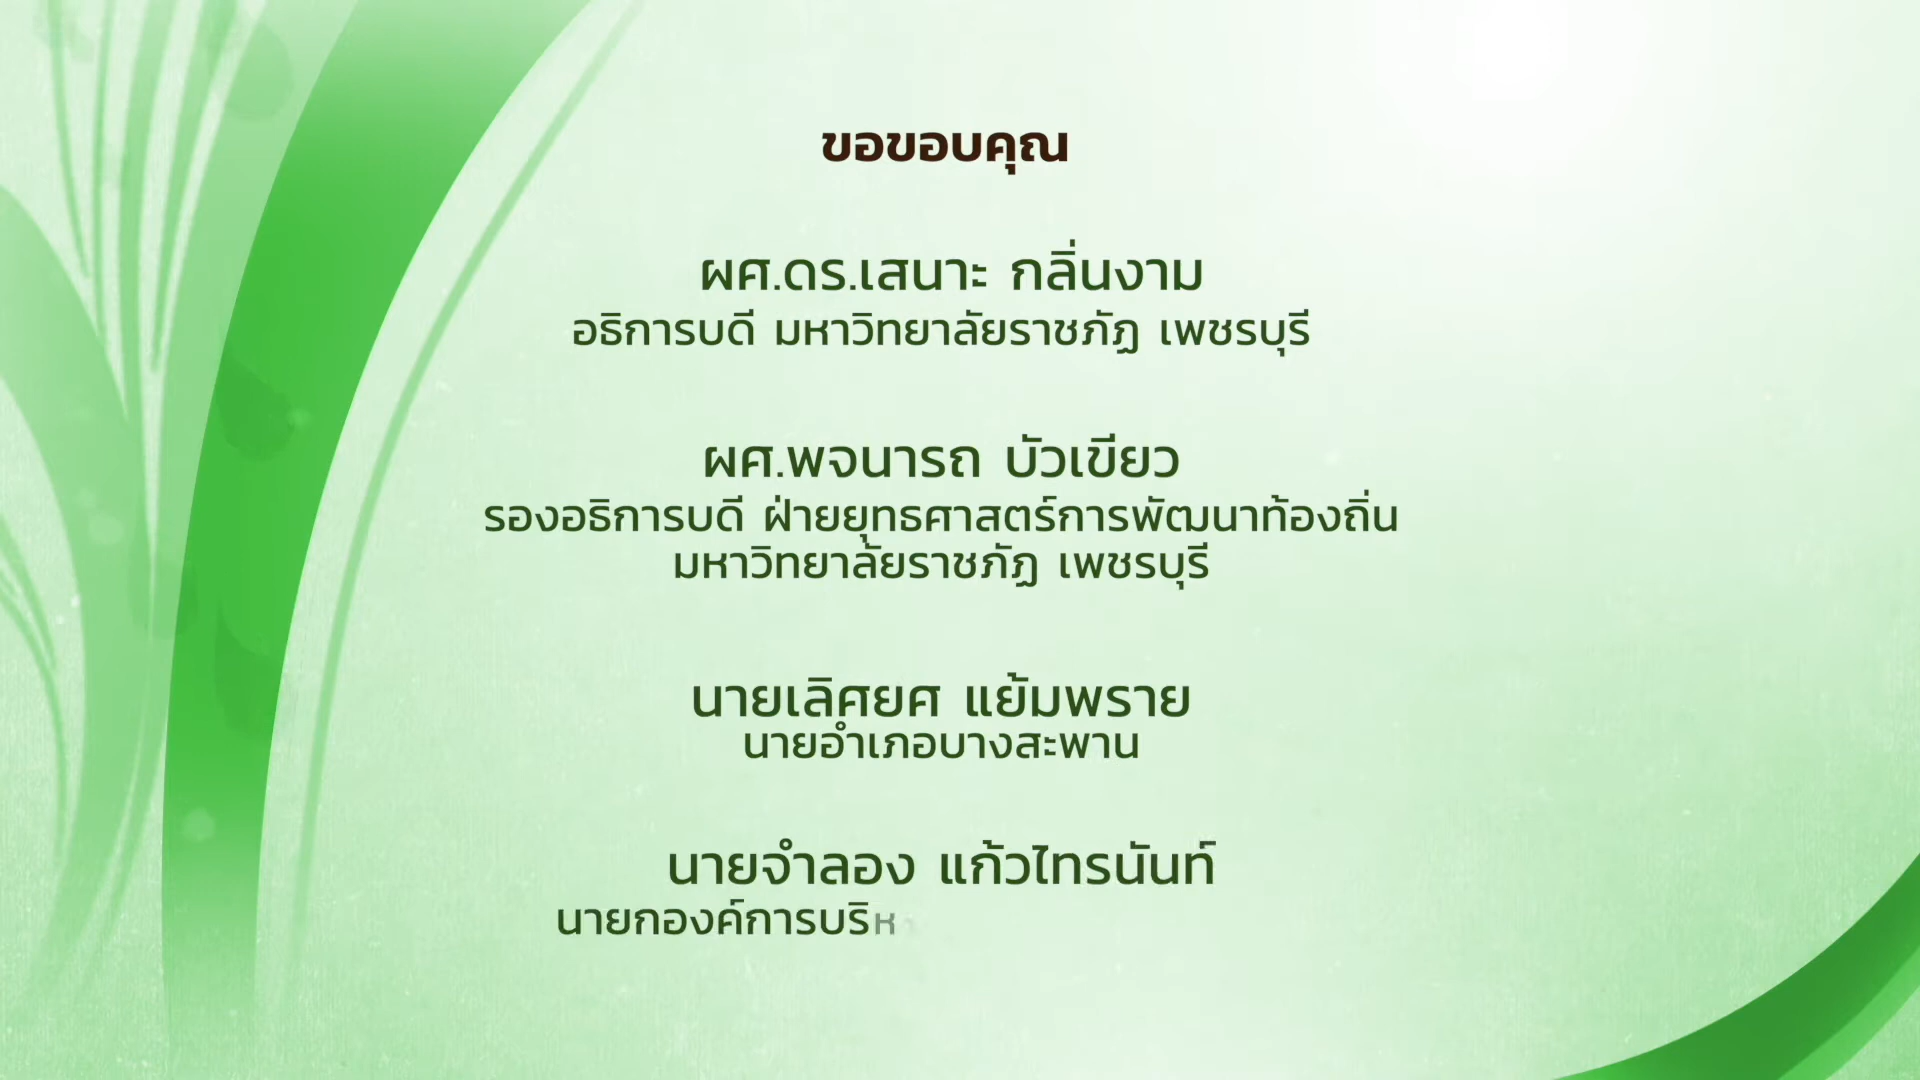 ขอขอบคุณ
ผศ.ดร.เสนาะ กลิ่นงาม
อธิการบดี มหาวิทยาลัยราชภัฏ เพชรบุรี
ผศ.พจนารถ บัวเขียว
รองอธิการบดี ฝ่ายยุทธศาสตร์การพัฒนาท้องถิ่น
มหาวิทยาลัยราชภัฏ เพชรบุรี
นายเลิศยศ แย้มพราย
นายอำเภอบางสะพาน
นายจำลอง แก้วไทรนันท์
นายกองค์การบริห